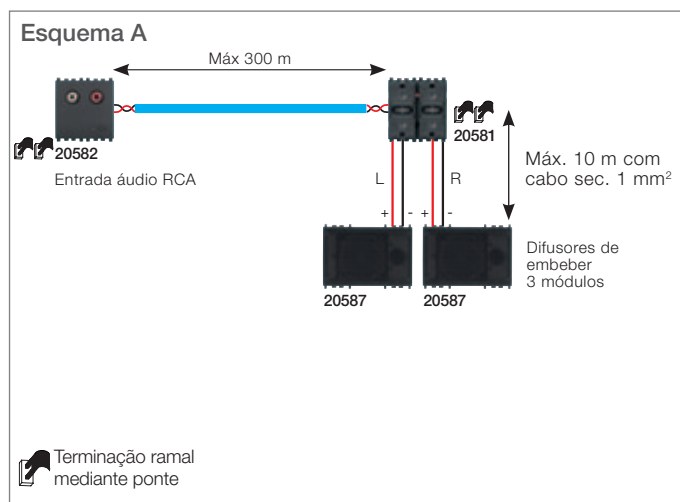 Esquema A
Máx 300 m
20582
Entrada áudio RCA
20581
L
R
+ - + -
Máx. 10 m com
cabo sec. 1 mm²
Difusores de
embeber
3 módulos
20587
20587
Terminação ramal
mediante ponte